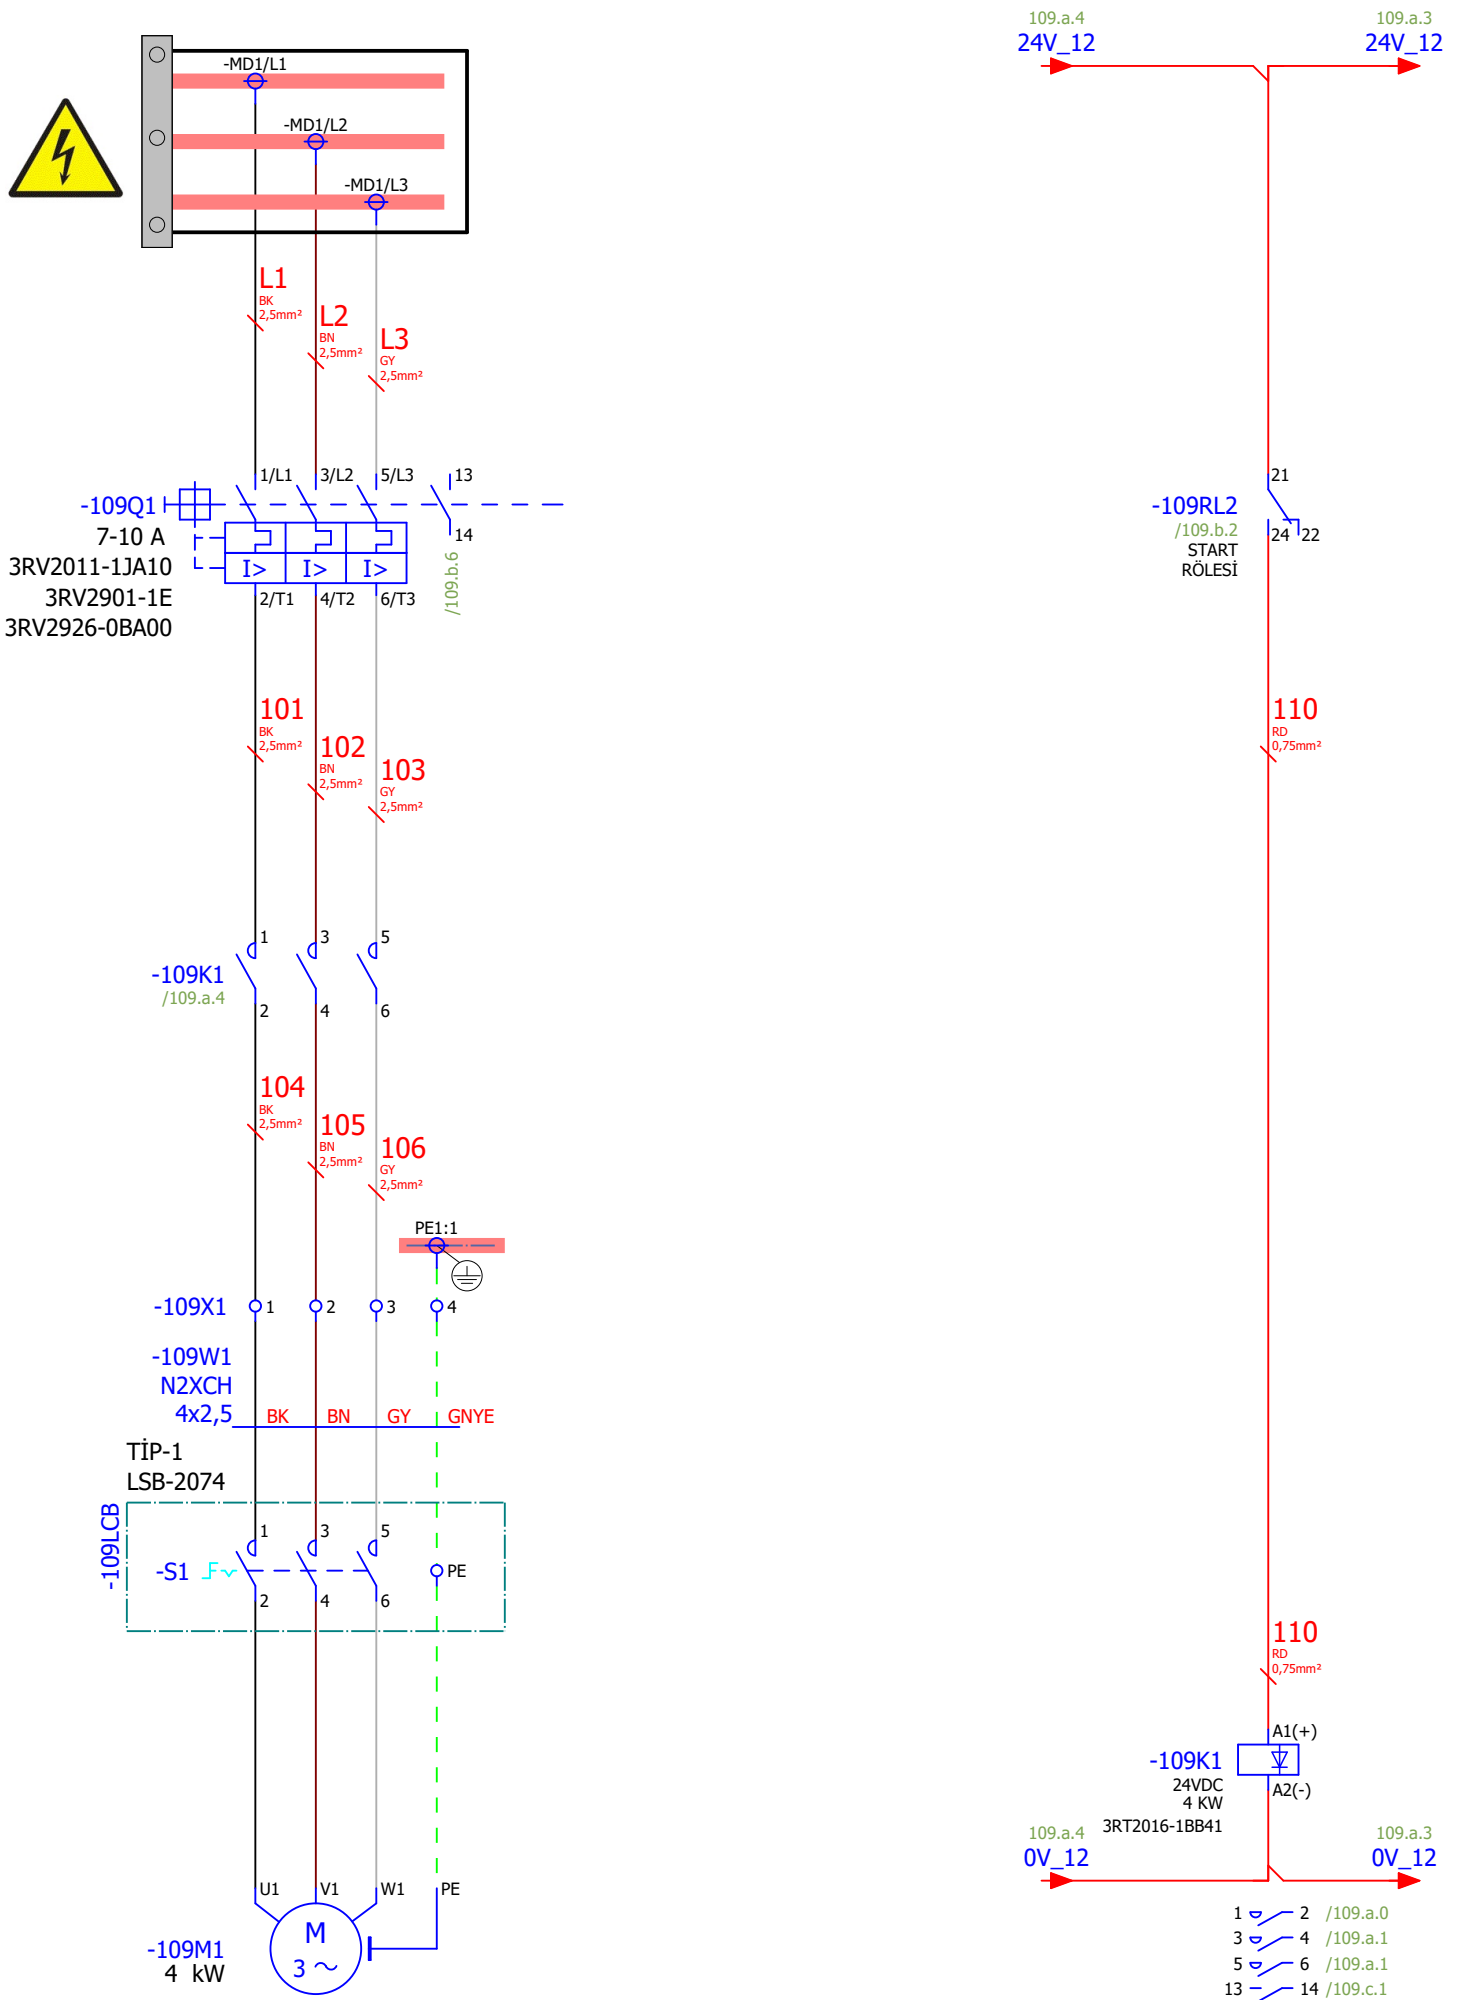 109.a.4
24V_12
109.a.3
24V_12
-MD1/L1
-MD1/L2
-MD1/L3
L1
BK
2,5mm²
L2
BN
2,5mm²
L3
GY
2,5mm²
-109Q1
7-10 A
3RV2011-1JA10
3RV2901-1E
3RV2926-0BA00
1/L1
3/L2
5/L3
13
14
I>
I>
I>
2/T1
4/T2
6/T3
/109.b.6
-109RL2
/109.b.2
START
RÖLESİ
21
24
22
101
BK
2,5mm²
102
BN
2,5mm²
103
GY
2,5mm²
110
RD
0,75mm²
-109K1
/109.a.4
1
3
5
2
4
6
104
BK
2,5mm²
105
BN
2,5mm²
106
GY
2,5mm²
PE1:1
-109X1
1
2
3
4
-109W1
N2XCH
4x2,5
BK
BN
GY
GNYE
TİP-1
LSB-2074
-109LCB
-S1
1
3
5
PE
2
4
6
110
RD
0,75mm²
-109K1
24VDC
4 KW
3RT2016-1BB41
A1(+)
A2(-)
109.a.4
0V_12
109.a.3
0V_12
U1
V1
W1
PE
-109M1
4 kW
M
3 ~
1 2 /109.a.0
3 4 /109.a.1
5 6 /109.a.1
13 14 /109.c.1